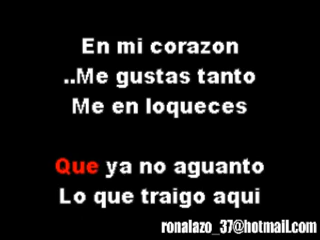 En mi corazon
..Me gustas tanto
Me en loqueces
Que ya no aguanto
Lo que traigo aqui
ronalazo_37@hotmail.com